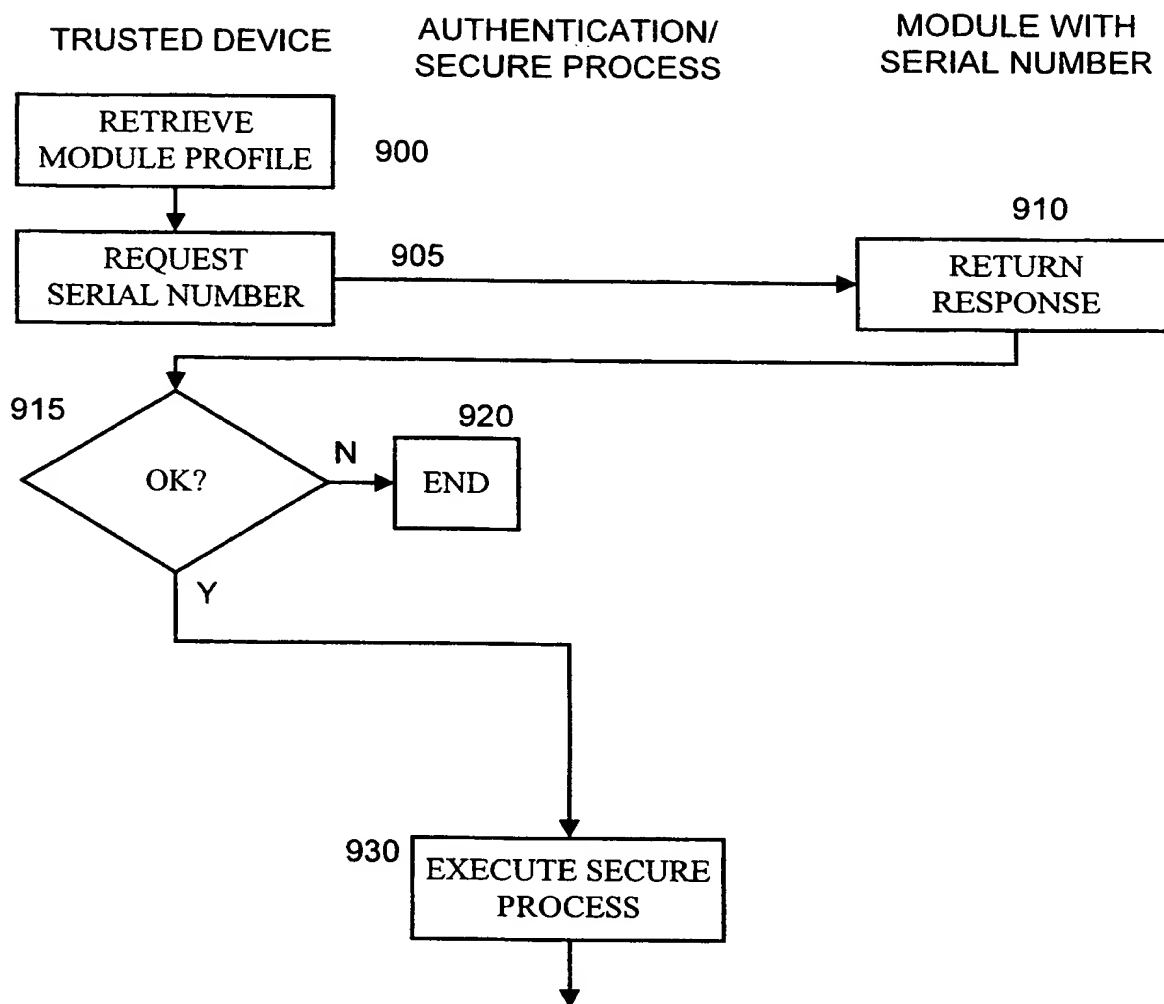 TRUSTED DEVICE
AUTHENTICATION/
SECURE PROCESS
MODULE WITH
SERIAL NUMBER
RETRIEVE
MODULE PROFILE
900
REQUEST
SERIAL NUMBER
905
910
RETURN
RESPONSE
915
OK?
N
920
END
Y
930
EXECUTE SECURE
PROCESS